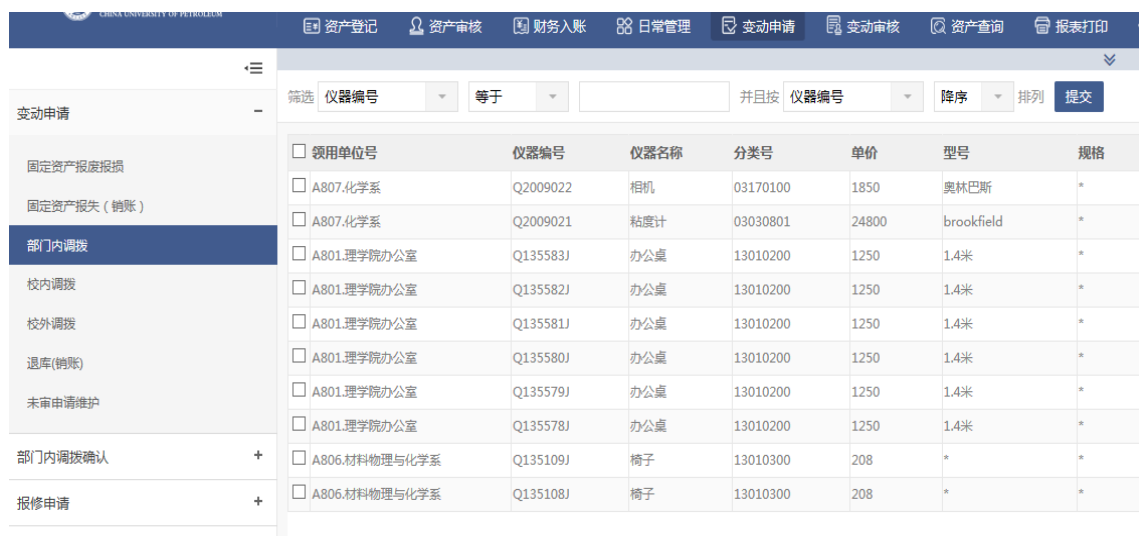 CHINA UNIVERSITY OF PETROLEUM
资产登记 资产审核 财务入账 日常管理 变动申请 变动审核 资产查询 报表打印
筛选 仪器编号 等于 并且按 仪器编号 降序 排列 提交
变动申请
固定资产报废报损
固定资产报失（销账）
部门内调拨
校内调拨
校外调拨
退库(销账)
未审申请维护
部门内调拨确认
报修申请
领用单位号 仪器编号 仪器名称 分类号 单价 型号 规格
A807.化学系 Q2009022 相机 03170100 1850 奥林巴斯 *
A807.化学系 Q2009021 粘度计 03030801 24800 brookfield *
A801.理学院办公室 Q135583J 办公桌 13010200 1250 1.4米 *
A801.理学院办公室 Q135582J 办公桌 13010200 1250 1.4米 *
A801.理学院办公室 Q135581J 办公桌 13010200 1250 1.4米 *
A801.理学院办公室 Q135580J 办公桌 13010200 1250 1.4米 *
A801.理学院办公室 Q135579J 办公桌 13010200 1250 1.4米 *
A801.理学院办公室 Q135578J 办公桌 13010200 1250 1.4米 *
A806.材料物理与化学系 Q135109J 椅子 13010300 208 * *
A806.材料物理与化学系 Q135108J 椅子 13010300 208 * *